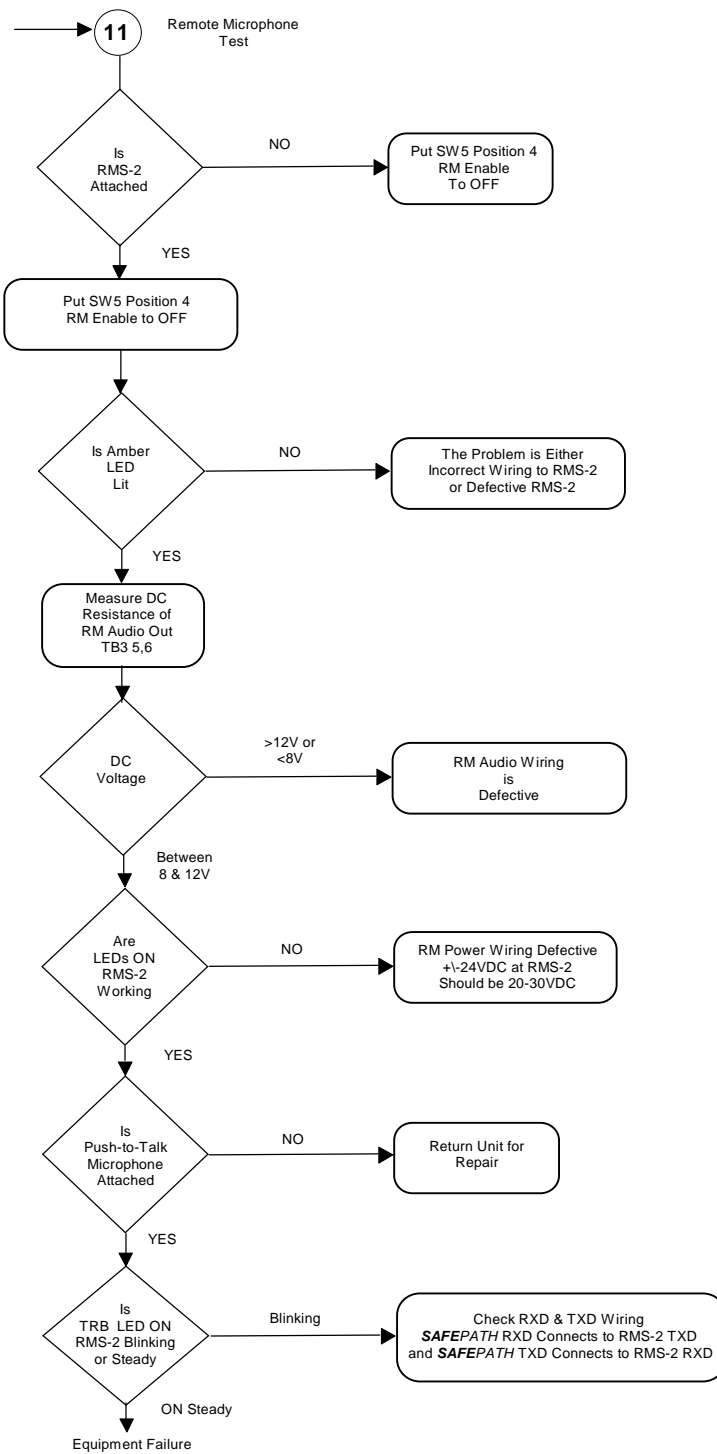 11
Remote Microphone
Test
Is
RMS-2
Attached
NO
Put SW5 Position 4
RM Enable
To OFF
YES
Put SW5 Position 4
RM Enable to OFF
Is Amber
LED
Lit
NO
The Problem is Either
Incorrect Wiring to RMS-2
or Defective RMS-2
YES
Measure DC
Resistance of
RM Audio Out
TB3 5,6
DC
Voltage
>12V or
<8V
RM Audio Wiring
is
Defective
Between
8 & 12V
Are
LEDs ON
RMS-2
Working
NO
RM Power Wiring Defective
+\-24VDC at RMS-2
Should be 20-30VDC
YES
Is
Push-to-Talk
Microphone
Attached
NO
Return Unit for
Repair
YES
Is
TRB LED ON
RMS-2 Blinking
or Steady
Blinking
Check RXD & TXD Wiring
SAFEPATH RXD Connects to RMS-2 TXD
and SAFEPATH TXD Connects to RMS-2 RXD
ON Steady
Equipment Failure